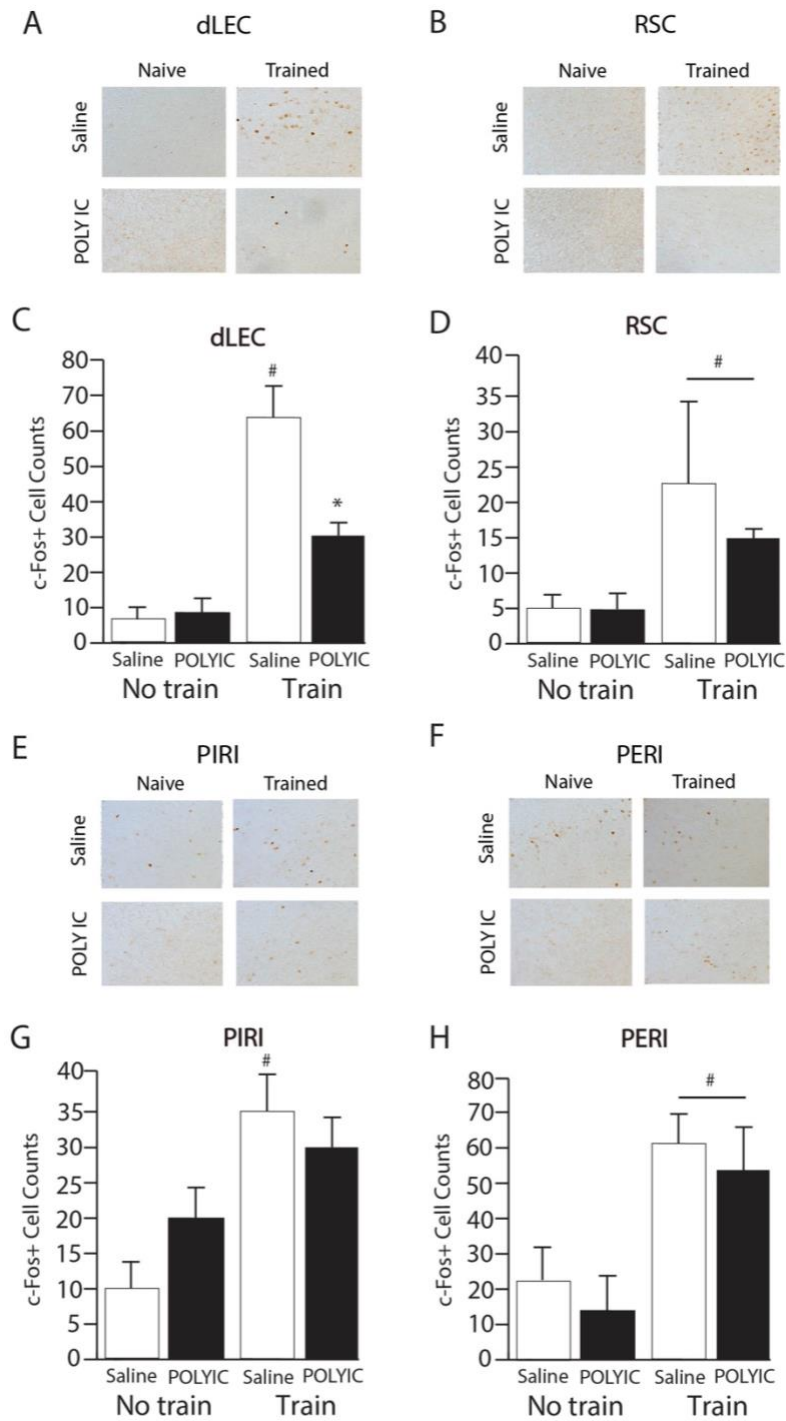 A
dLEC
Naive
Trained
Saline
POLY IC
B
RSC
Naive
Trained
Saline
POLY IC
C
dLEC
c-Fos+ Cell Counts
80
70
60
50
40
30
20
10
0
#
*
Saline POLYIC Saline POLYIC
No train Train
D
RSC
c-Fos+ Cell Counts
40
35
30
25
20
15
10
5
0
#
Saline POLYIC Saline POLYIC
No train Train
E
PIRI
Naive
Trained
Saline
POLY IC
F
PERI
Naive
Trained
Saline
POLY IC
G
PIRI
c-Fos+ Cell Counts
40
35
30
25
20
15
10
5
0
#
Saline POLYIC Saline POLYIC
No train Train
H
PERI
c-Fos+ Cell Counts
80
70
60
50
40
30
20
10
0
#
Saline POLYIC Saline POLYIC
No train Train